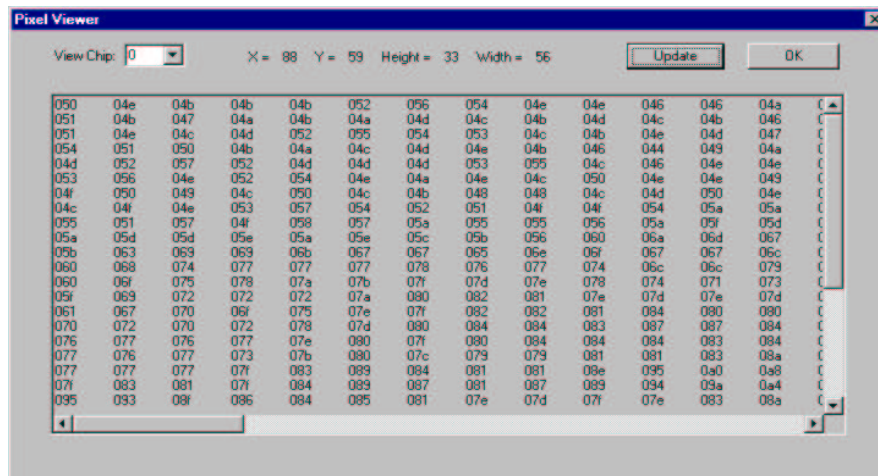 Pixel Viewer
View Chip: 0 X = 88 Y = 59 Height = 33 Width = 56 Update OK
050 04e 04b 04b 04b 052 056 054 04e 04e 046 046 04a
051 04b 047 04a 04b 04a 04d 04c 04b 04d 04c 04b 046
051 04e 04c 04d 052 055 054 053 04c 04b 04e 04d 047
054 051 050 04b 04a 04c 04d 04e 04b 046 044 049 04a
04d 052 057 052 04d 04d 04d 053 055 04c 046 04e 04e
053 056 04e 052 054 04e 04a 04e 04c 050 04e 04e 049
04f 050 049 04c 050 04c 04b 048 048 04c 04d 050 04e
04c 04f 04e 053 057 054 052 051 04f 04f 054 05a 05a
055 051 057 04f 058 057 05a 055 055 056 05a 05f 05d
05a 05d 05d 05e 05a 05e 05c 05b 056 060 06a 06d 067
05b 063 069 069 06b 067 067 065 06e 06f 067 067 06c
060 068 074 077 077 077 078 076 077 074 06c 06c 079
060 06f 075 078 07a 07b 07f 07d 07e 078 074 071 073
05f 069 072 072 072 07a 080 082 081 07e 07d 07e 07d
061 067 070 06f 075 07e 07f 082 082 081 084 080 080
070 072 070 072 078 07d 080 084 084 083 087 087 084
076 077 076 077 07e 080 07f 080 084 084 084 083 084
077 076 077 073 07b 080 07c 079 079 081 081 083 08a
077 077 077 07f 083 089 084 081 081 08e 095 0a0 0a8
07f 083 081 07f 084 089 087 081 087 089 094 09a 0a4
095 093 08f 086 084 085 081 07e 07d 07f 07e 083 08a